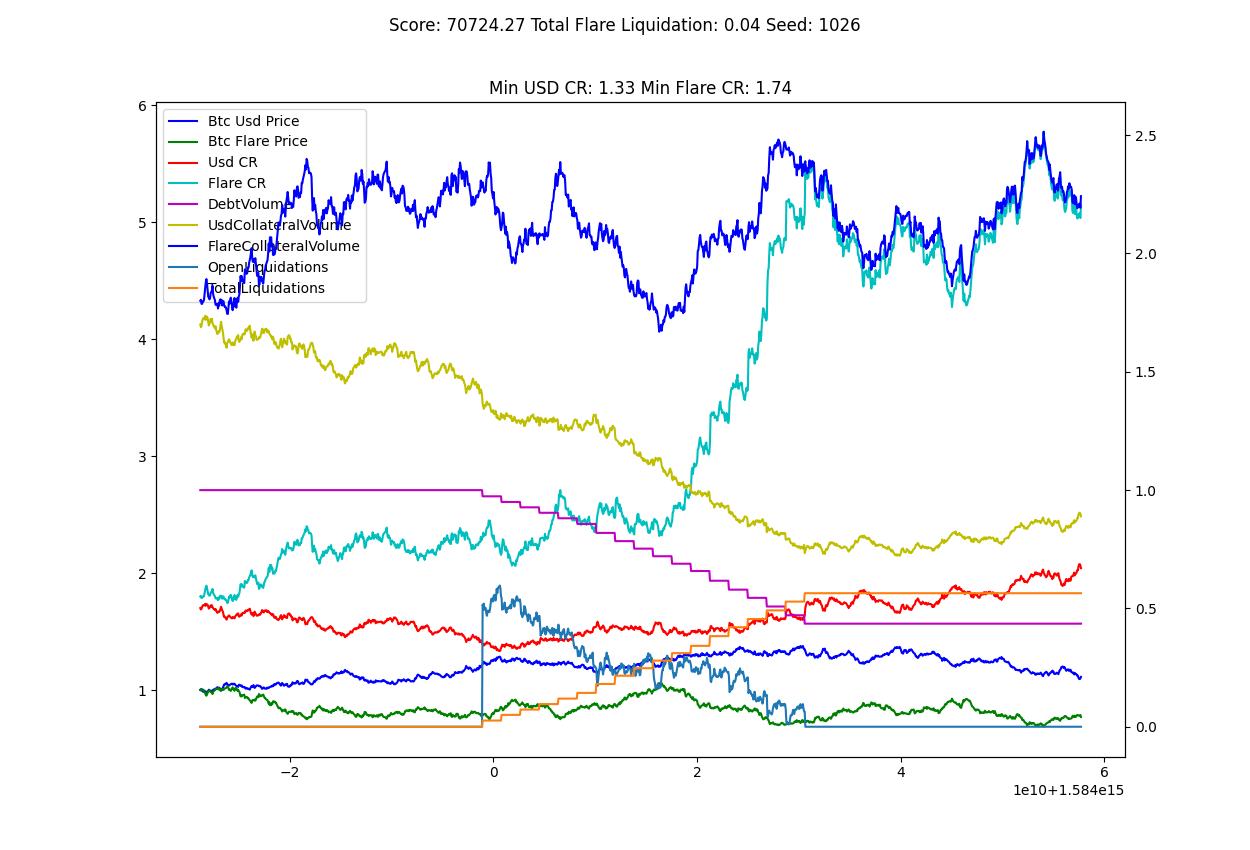 Score: 70724.27 Total Flare Liquidation: 0.04 Seed: 1026
Min USD CR: 1.33 Min Flare CR: 1.74
Btc Usd Price
Btc Flare Price
Usd CR
Flare CR
DebtVolume
UsdCollateralVolume
FlareCollateralVolume
OpenLiquidations
TotalLiquidations
6
5
4
3
2
1
2.5
2.0
1.5
1.0
0.5
0.0
−2
0
2
4
6
1e10+1.584e15